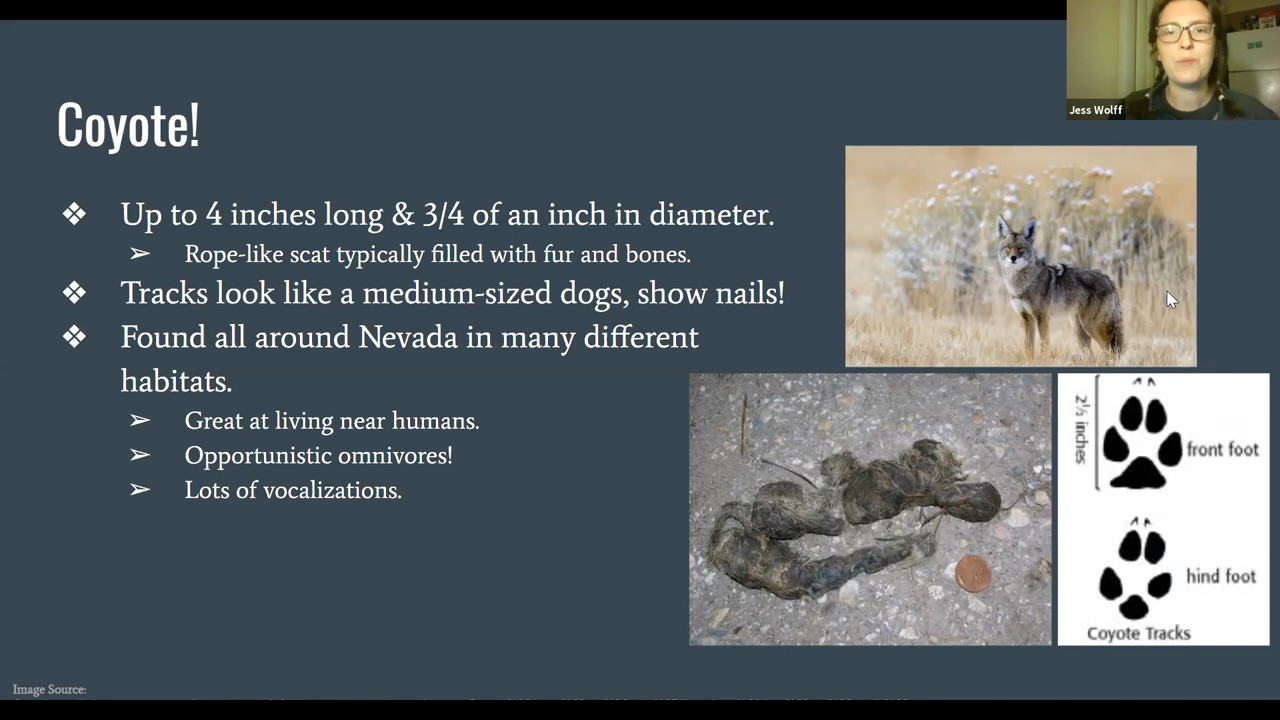 Jess Wolff
Coyote!
❖ Up to 4 inches long & 3/4 of an inch in diameter.
➢ Rope-like scat typically filled with fur and bones.
❖ Tracks look like a medium-sized dogs, show nails!
❖ Found all around Nevada in many different
habitats.
➢ Great at living near humans.
➢ Opportunistic omnivores!
➢ Lots of vocalizations.
2½ inches
front foot
hind foot
Coyote Tracks
Image Source: